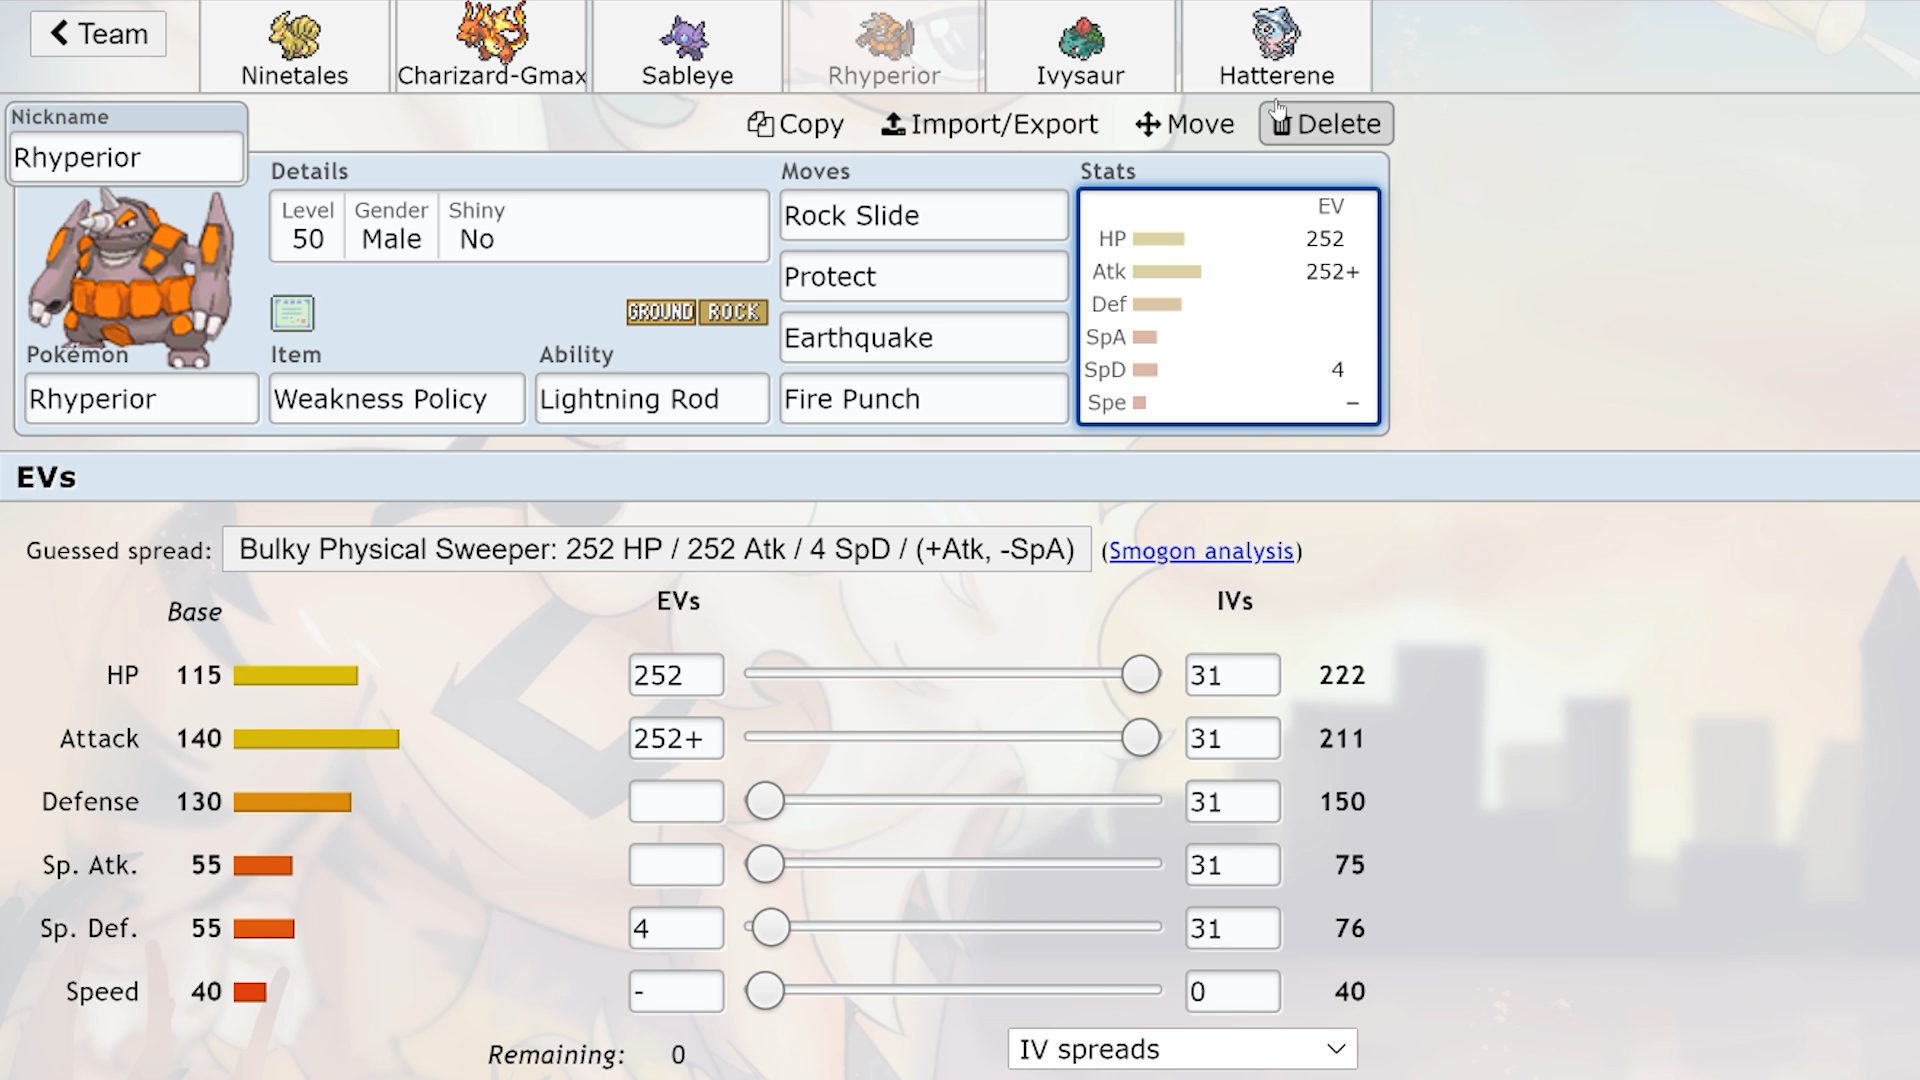 Team
Ninetales
Charizard-Gmax
Sableye
Rhyperior
Ivysaur
Hatterene
Nickname
Rhyperior
Copy
Import/Export
Move
Delete
Details
Moves
Stats
Level
Gender
Shiny
50
Male
No
GROUND ROCK
Pokémon
Item
Ability
Rhyperior
Weakness Policy
Lightning Rod
Rock Slide
Protect
Earthquake
Fire Punch
EV
HP 252
Atk 252+
Def
SpA
SpD 4
Spe −
EVs
Guessed spread: Bulky Physical Sweeper: 252 HP / 252 Atk / 4 SpD / (+Atk, -SpA) (Smogon analysis)
Base EVs IVs
HP 115 252 31 222
Attack 140 252+ 31 211
Defense 130 31 150
Sp. Atk. 55 31 75
Sp. Def. 55 4 31 76
Speed 40 - 0 40
Remaining: 0
IV spreads